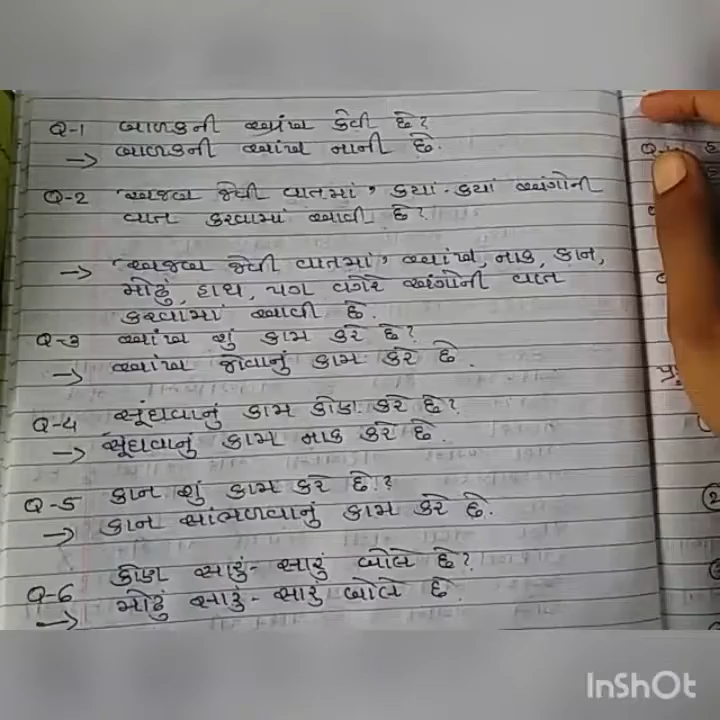 Q-1 બાળકની આંખ કેવી છે?
→ બાળકની આંખ નાની છે.
Q-2 'અજબ જેવી વાતમાં' કયાં-કયાં અંગોની
વાત કરવામાં આવી છે?
→ 'અજબ જેવી વાતમાં' આંખ, નાક, કાન,
મોઢું, હાથ, પગ વગેરે અંગોની વાત
કરવામાં આવી છે.
Q-3 આંખ શું કામ કરે છે?
→ આંખ જોવાનું કામ કરે છે.
Q-4 સૂંઘવાનું કામ કોણ કરે છે?
→ સૂંઘવાનું કામ નાક કરે છે.
Q-5 કાન શું કામ કરે છે?
→ કાન સાંભળવાનું કામ કરે છે.
Q-6 કોણ સારું-સારું બોલે છે?
→ મોઢું સારું-સારું બોલે છે.
પ્ર
InShOt